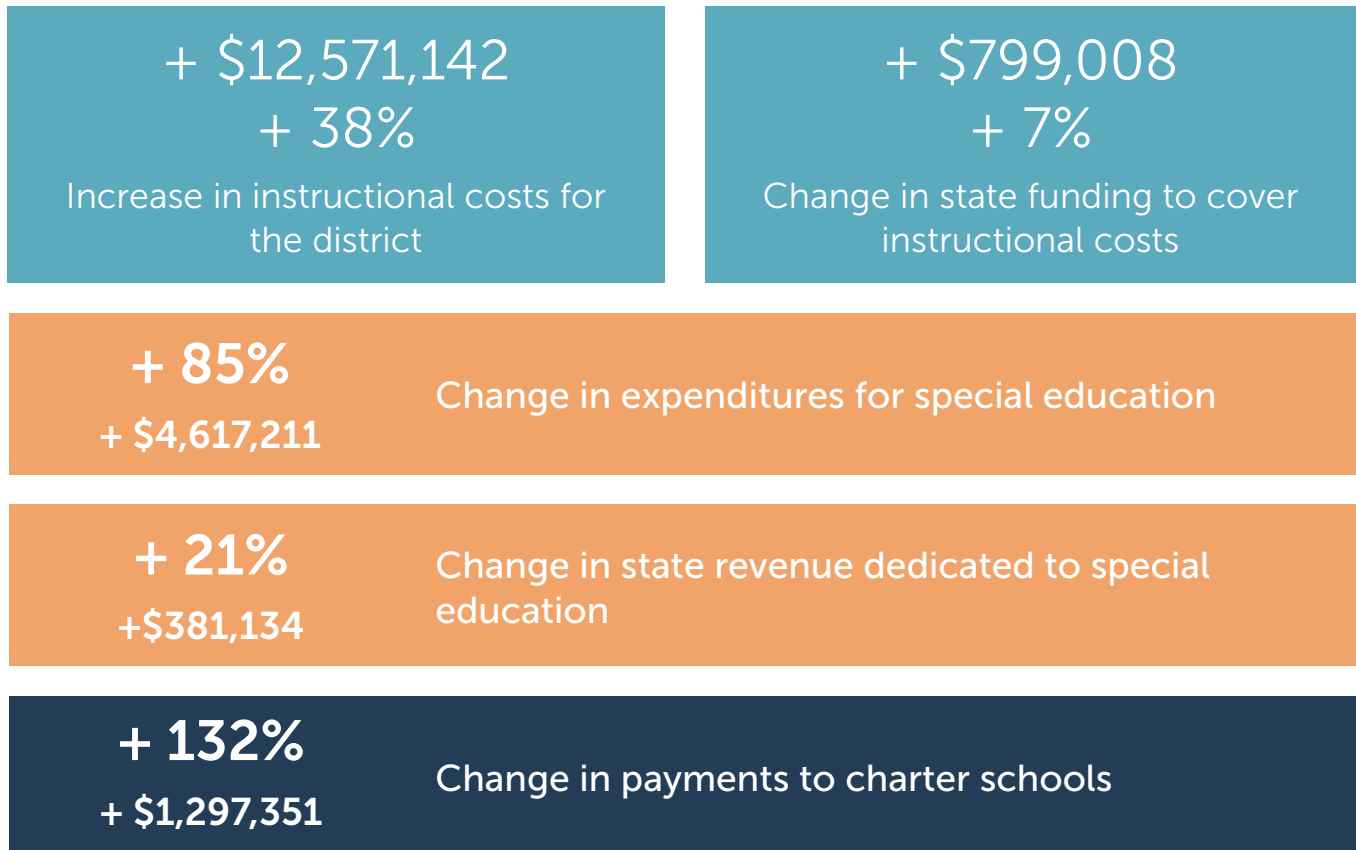 + $12,571,142
+ 38%
Increase in instructional costs for
the district
+ $799,008
+ 7%
Change in state funding to cover
instructional costs
+ 85%
+ $4,617,211
Change in expenditures for special education
+ 21%
+$381,134
Change in state revenue dedicated to special
education
+ 132%
+ $1,297,351
Change in payments to charter schools